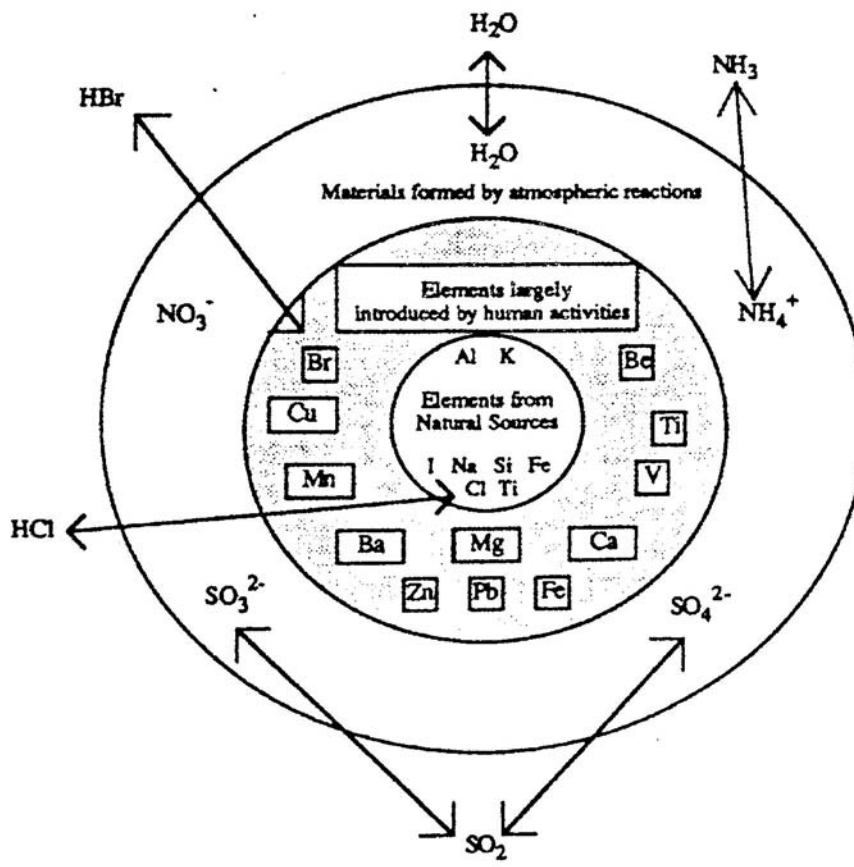 H₂O
NH₃
HBr
H₂O
Materials formed by atmospheric reactions
Elements largely
introduced by human activities
NO₃⁻
NH₄⁺
Br
Al K
Be
Elements from
Natural Sources
Cu
Ti
I Na Si Fe
Cl Ti
Mn
V
HCl
Ba
Mg
Ca
SO₃²⁻
Zn
Pb
Fe
SO₄²⁻
SO₂